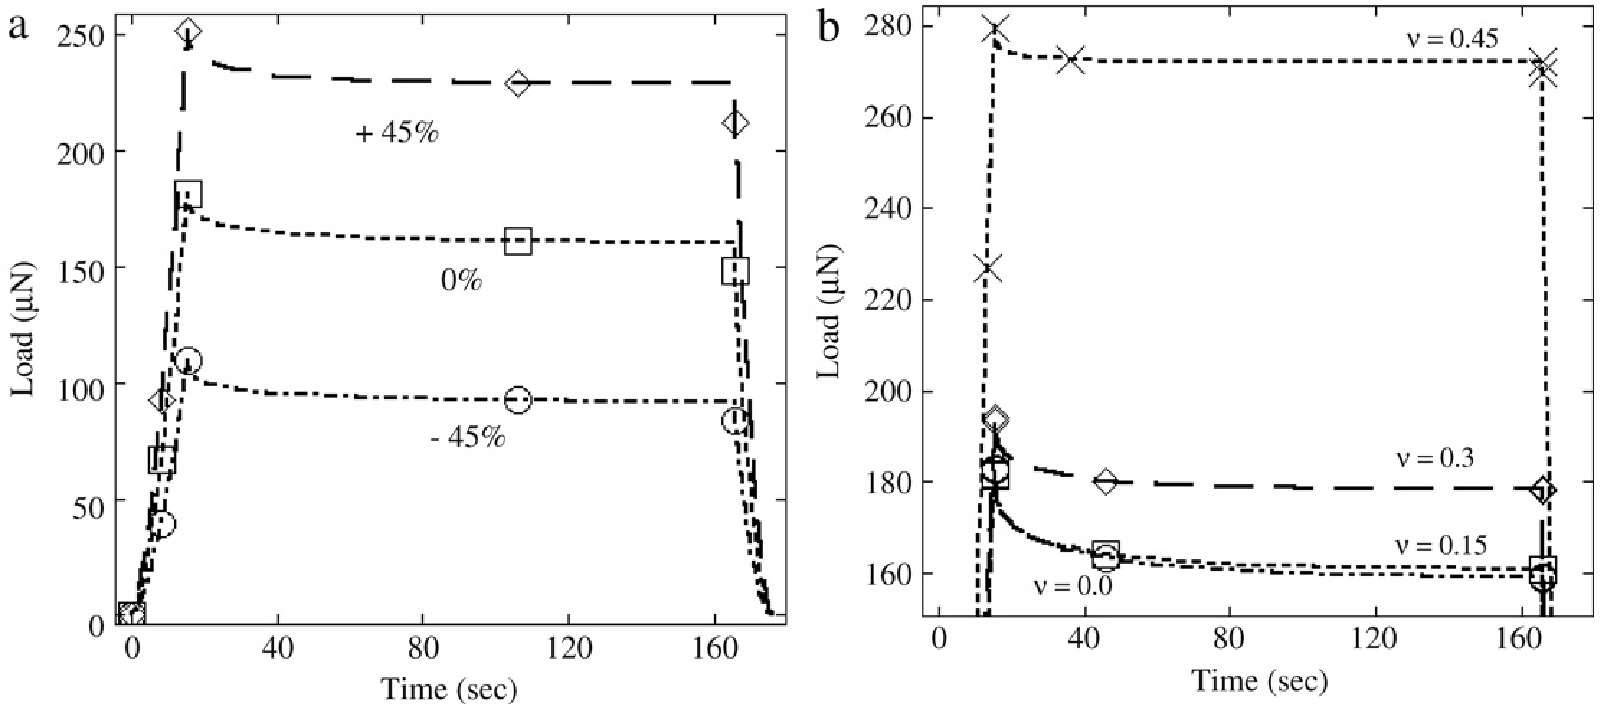 a
250
200
150
100
50
0
Load (µN)
+ 45%
0%
- 45%
0 40 80 120 160
Time (sec)
b
280
260
240
220
200
180
160
Load (µN)
ν = 0.45
ν = 0.3
ν = 0.15
ν = 0.0
0 40 80 120 160
Time (sec)